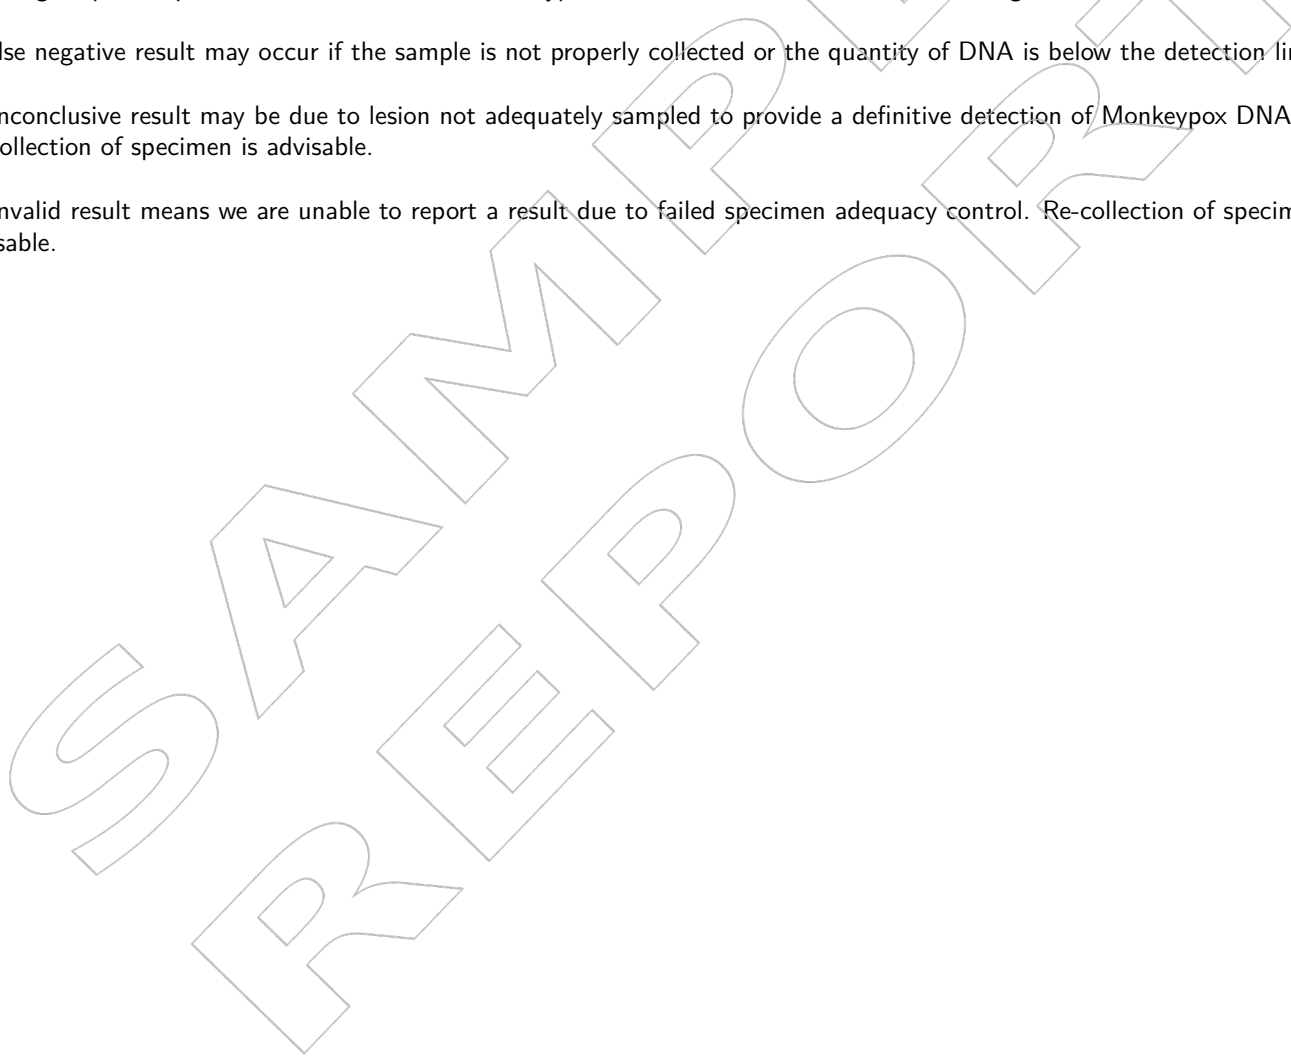 lse negative result may occur if the sample is not properly collected or the quantity of DNA is below the detection li
nconclusive result may be due to lesion not adequately sampled to provide a definitive detection of Monkeypox DNA
ollection of specimen is advisable.
nvalid result means we are unable to report a result due to failed specimen adequacy control. Re-collection of specim
sable.
SAMPLE
REPORT